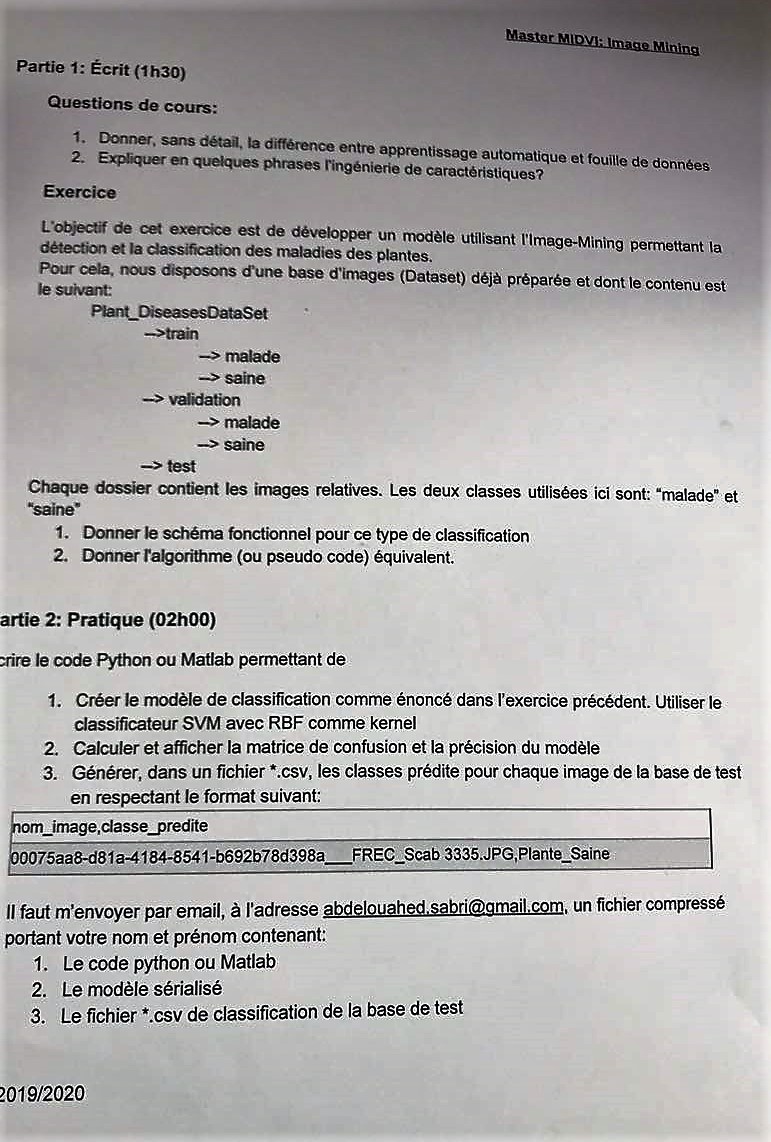 Master MIDVI: Image Mining
Partie 1: Écrit (1h30)
Questions de cours:
1. Donner, sans détail, la différence entre apprentissage automatique et fouille de données
2. Expliquer en quelques phrases l'ingénierie de caractéristiques?
Exercice
L'objectif de cet exercice est de développer un modèle utilisant l'Image-Mining permettant la
détection et la classification des maladies des plantes.
Pour cela, nous disposons d'une base d'images (Dataset) déjà préparée et dont le contenu est
le suivant:
Plant_DiseasesDataSet
-->train
--> malade
--> saine
--> validation
--> malade
--> saine
--> test
Chaque dossier contient les images relatives. Les deux classes utilisées ici sont: "malade" et
"saine"
1. Donner le schéma fonctionnel pour ce type de classification
2. Donner l'algorithme (ou pseudo code) équivalent.
artie 2: Pratique (02h00)
crire le code Python ou Matlab permettant de
1. Créer le modèle de classification comme énoncé dans l'exercice précédent. Utiliser le
classificateur SVM avec RBF comme kernel
2. Calculer et afficher la matrice de confusion et la précision du modèle
3. Générer, dans un fichier *.csv, les classes prédite pour chaque image de la base de test
en respectant le format suivant:
nom_image,classe_predite
00075aa8-d81a-4184-8541-b692b78d398a___FREC_Scab 3335.JPG,Plante_Saine
Il faut m'envoyer par email, à l'adresse abdelouahed.sabri@gmail.com, un fichier compressé
portant votre nom et prénom contenant:
1. Le code python ou Matlab
2. Le modèle sérialisé
3. Le fichier *.csv de classification de la base de test
2019/2020